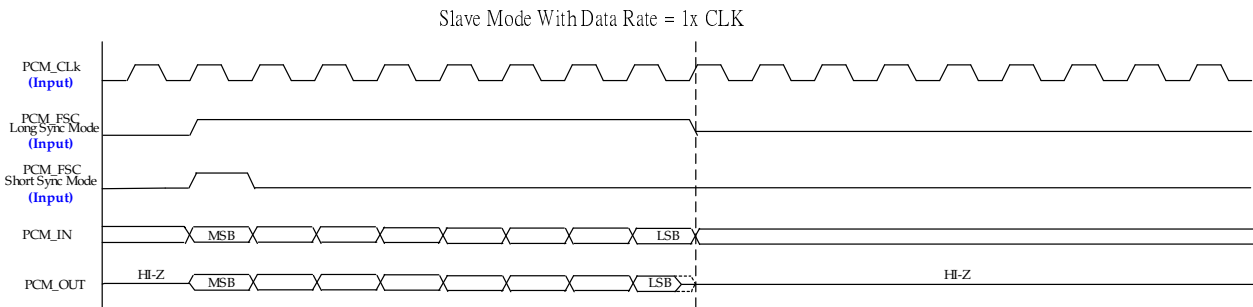 Slave Mode With Data Rate = 1x CLK
PCM_CLk
(Input)
PCM_FSC
Long Sync Mode
(Input)
PCM_FSC
Short Sync Mode
(Input)
PCM_IN
MSB
LSB
PCM_OUT
HI-Z
MSB
LSB
HI-Z